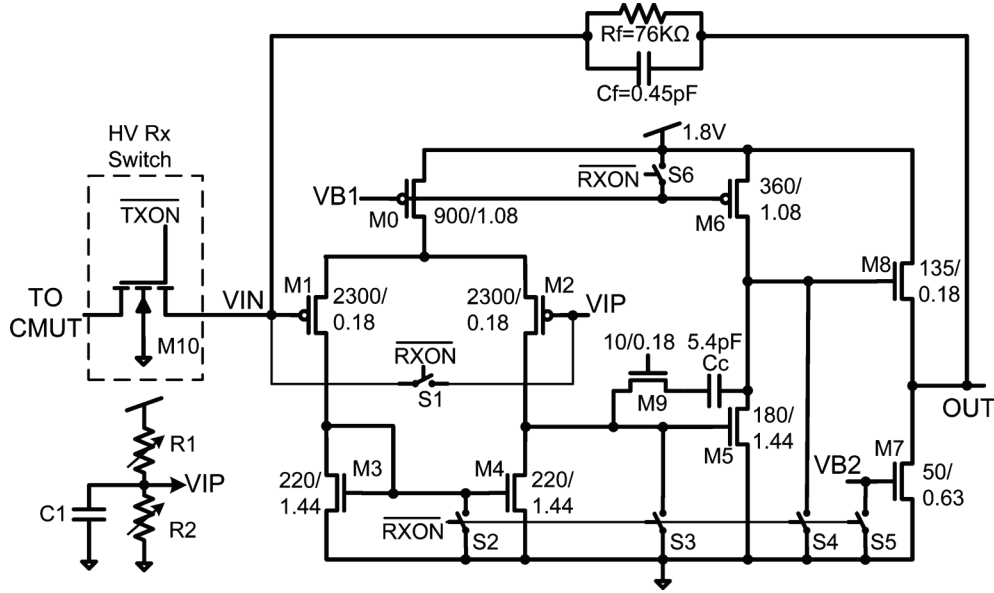 Rf=76KΩ
Cf=0.45pF
1.8V
HV Rx
Switch
TXON
RXON
S6
VB1
M0
900/1.08
M6
360/
1.08
TO
CMUT
M10
VIN
M1
2300/
0.18
2300/
0.18
M2
VIP
M8
135/
0.18
RXON
S1
10/0.18
M9
5.4pF
Cc
OUT
R1
VIP
R2
C1
M3
220/
1.44
M4
220/
1.44
M5
180/
1.44
VB2
M7
50/
0.63
RXON
S2
S3
S4
S5